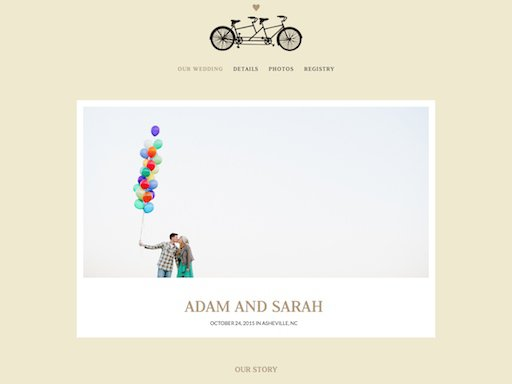 OUR WEDDING DETAILS PHOTOS REGISTRY
ADAM AND SARAH
OCTOBER 24, 2015 IN ASHEVILLE, NC
OUR STORY